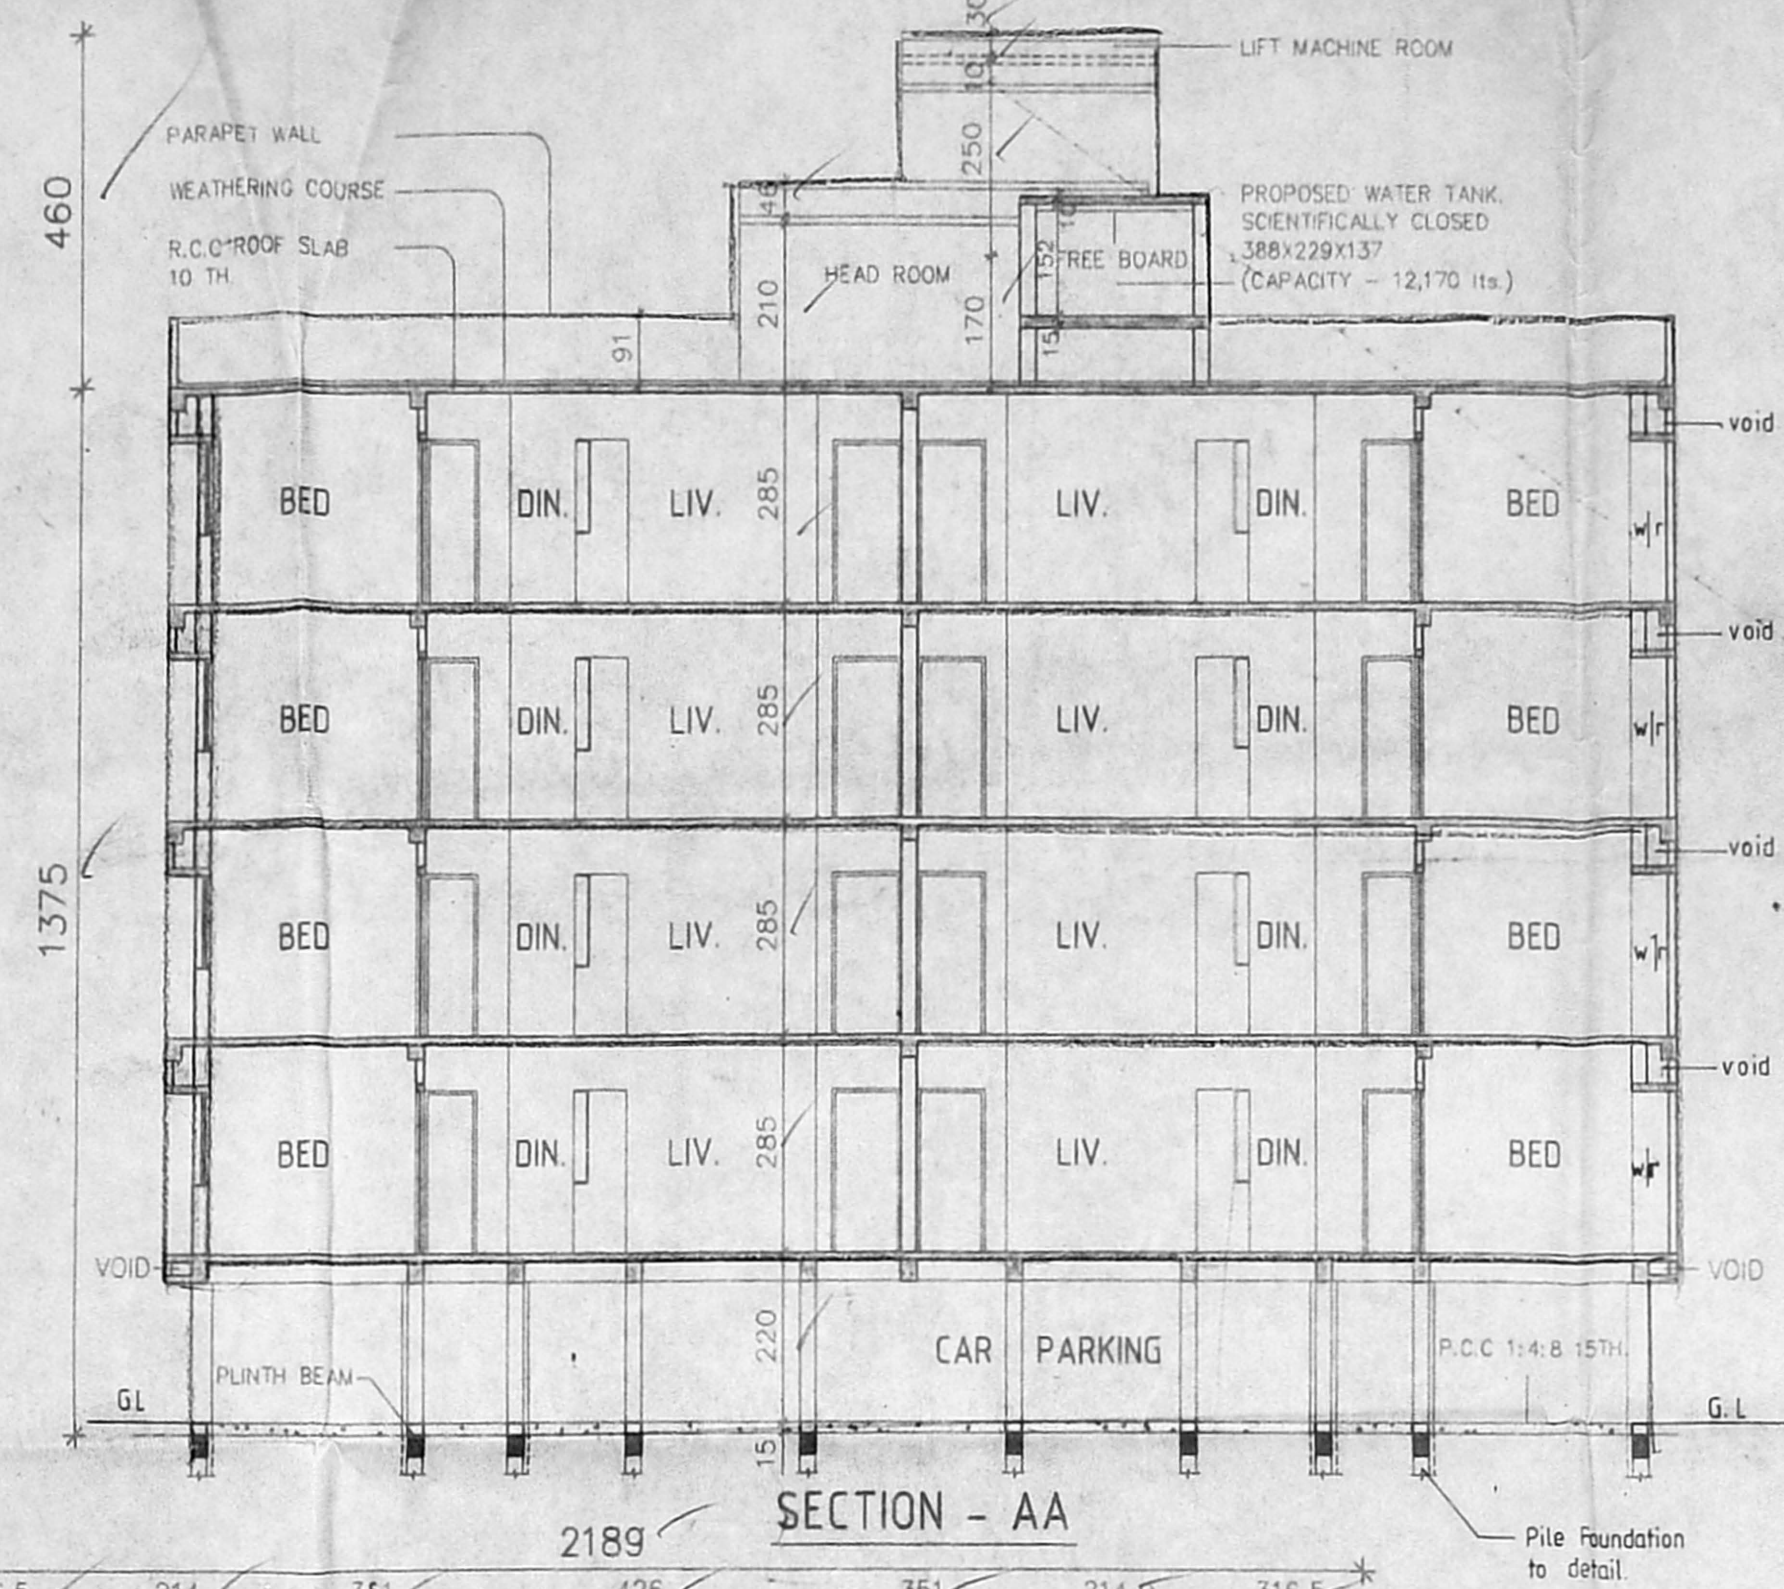 30
LIFT MACHINE ROOM
10
PARAPET WALL
250
WEATHERING COURSE
460
46
PROPOSED WATER TANK.
SCIENTIFICALLY CLOSED
388X229X137
(CAPACITY - 12,170 lts.)
10
R.C.C ROOF SLAB
10 TH.
HEAD ROOM
152
FREE BOARD
210
170
15
91
void
BED DIN. LIV. 285 LIV. DIN. BED w/r
void
BED DIN. LIV. 285 LIV. DIN. BED w/r
void
1375
BED DIN. LIV. 285 LIV. DIN. BED w/r
void
BED DIN. LIV. 285 LIV. DIN. BED w/r
VOID
VOID
220
CAR PARKING
P.C.C 1:4:8 15TH.
PLINTH BEAM
GL
G.L
15
SECTION - AA
2189
Pile Foundation
to detail.
426
351